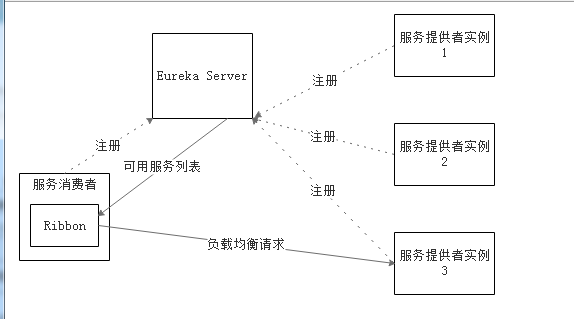 服务提供者实例
1
Eureka Server
注册
注册
注册
可用服务列表
服务提供者实例
2
服务消费者
注册
Ribbon
负载均衡请求
服务提供者实例
3